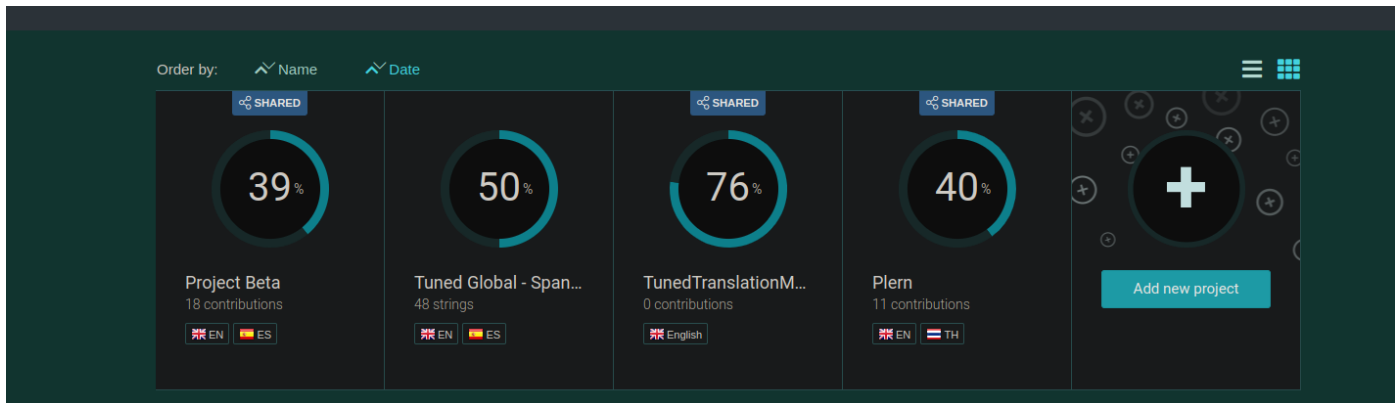 Order by: Name Date
SHARED
39%
Project Beta
18 contributions
EN ES
50%
Tuned Global - Span...
48 strings
EN ES
SHARED
76%
TunedTranslationM...
0 contributions
English
SHARED
40%
Plern
11 contributions
EN TH
Add new project